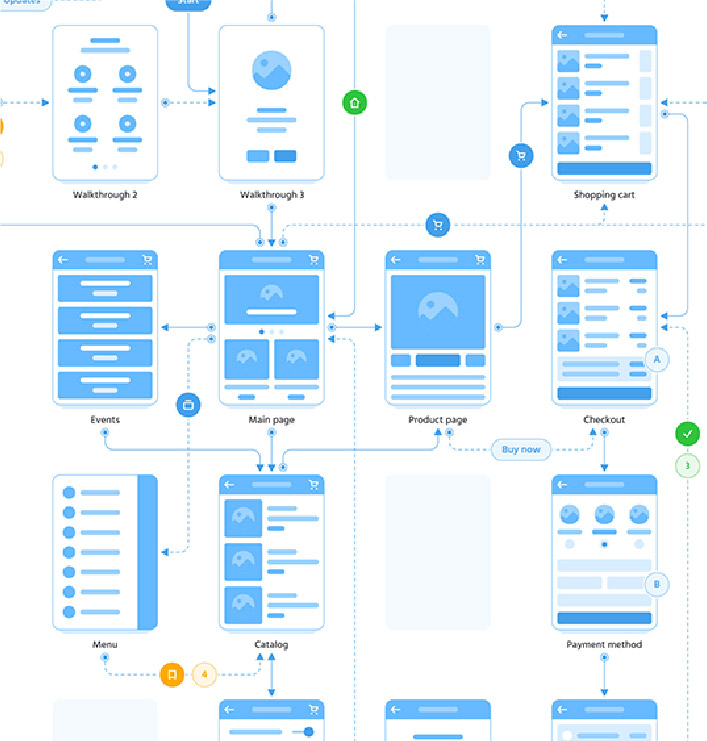 Updates
Start
Walkthrough 2
Walkthrough 3
Shopping cart
Events
Main page
Product page
Checkout
A
Buy now
3
B
Menu
Catalog
Payment method
4